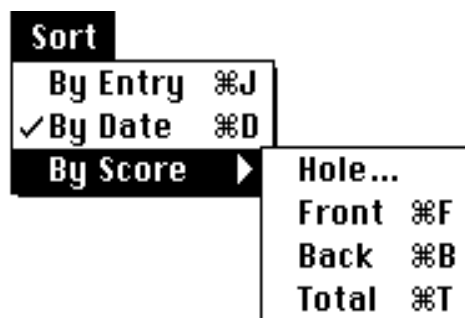 Sort
By Entry ⌘J
✓By Date ⌘D
By Score ▶
Hole...
Front ⌘F
Back ⌘B
Total ⌘T